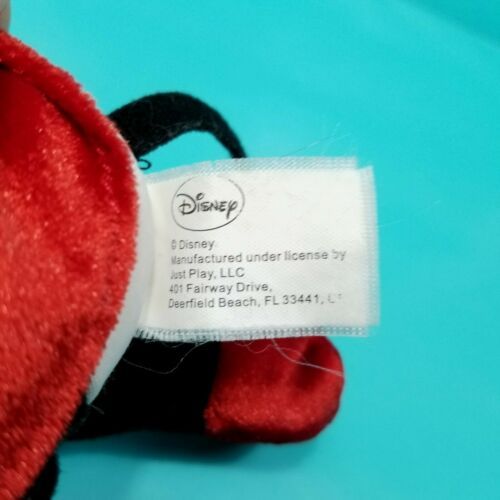 Disney
© Disney
Manufactured under license by
Just Play, LLC
401 Fairway Drive,
Deerfield Beach, FL 33441,